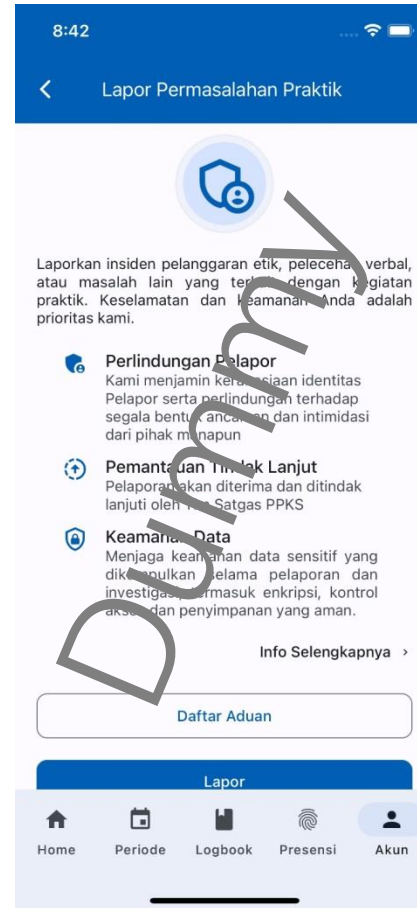 8:42
Lapor Permasalahan Praktik
Laporkan insiden pelanggaran etik, pelecehan verbal,
atau masalah lain yang terkait dengan kegiatan
praktik. Keselamatan dan keamanan Anda adalah
prioritas kami.
Perlindungan Pelapor
Kami menjamin kerahasiaan identitas
Pelapor serta perlindungan terhadap
segala bentuk ancaman dan intimidasi
dari pihak manapun
Pemantauan Tindak Lanjut
Pelaporan akan diterima dan ditindak
lanjuti oleh Tim Satgas PPKS
Keamanan Data
Menjaga keamanan data sensitif yang
dikumpulkan selama pelaporan dan
investigasi, termasuk enkripsi, kontrol
akses dan penyimpanan yang aman.
Info Selengkapnya
Daftar Aduan
Lapor
Home Periode Logbook Presensi Akun
Dummy